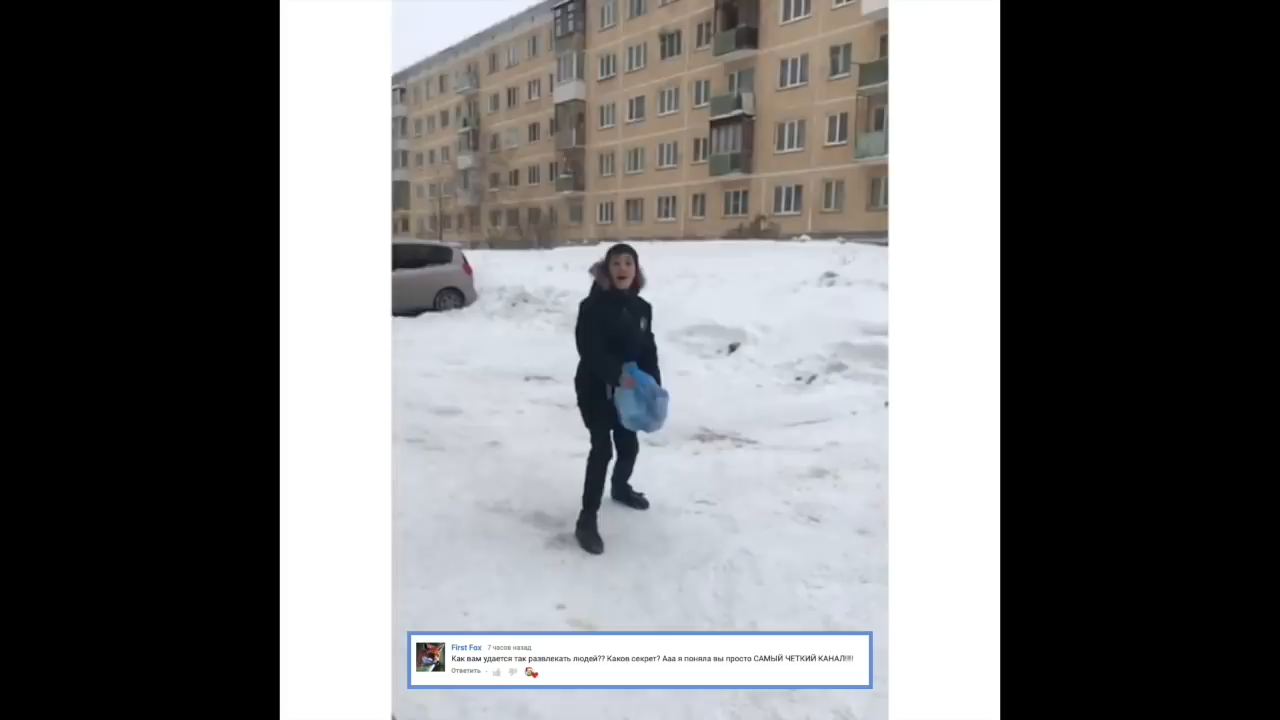 First Fox 7 часов назад
Как вам удается так развлекать людей?? Каков секрет? Ааа я поняла вы просто САМЫЙ ЧЕТКИЙ КАНАЛ!!!!
Ответить